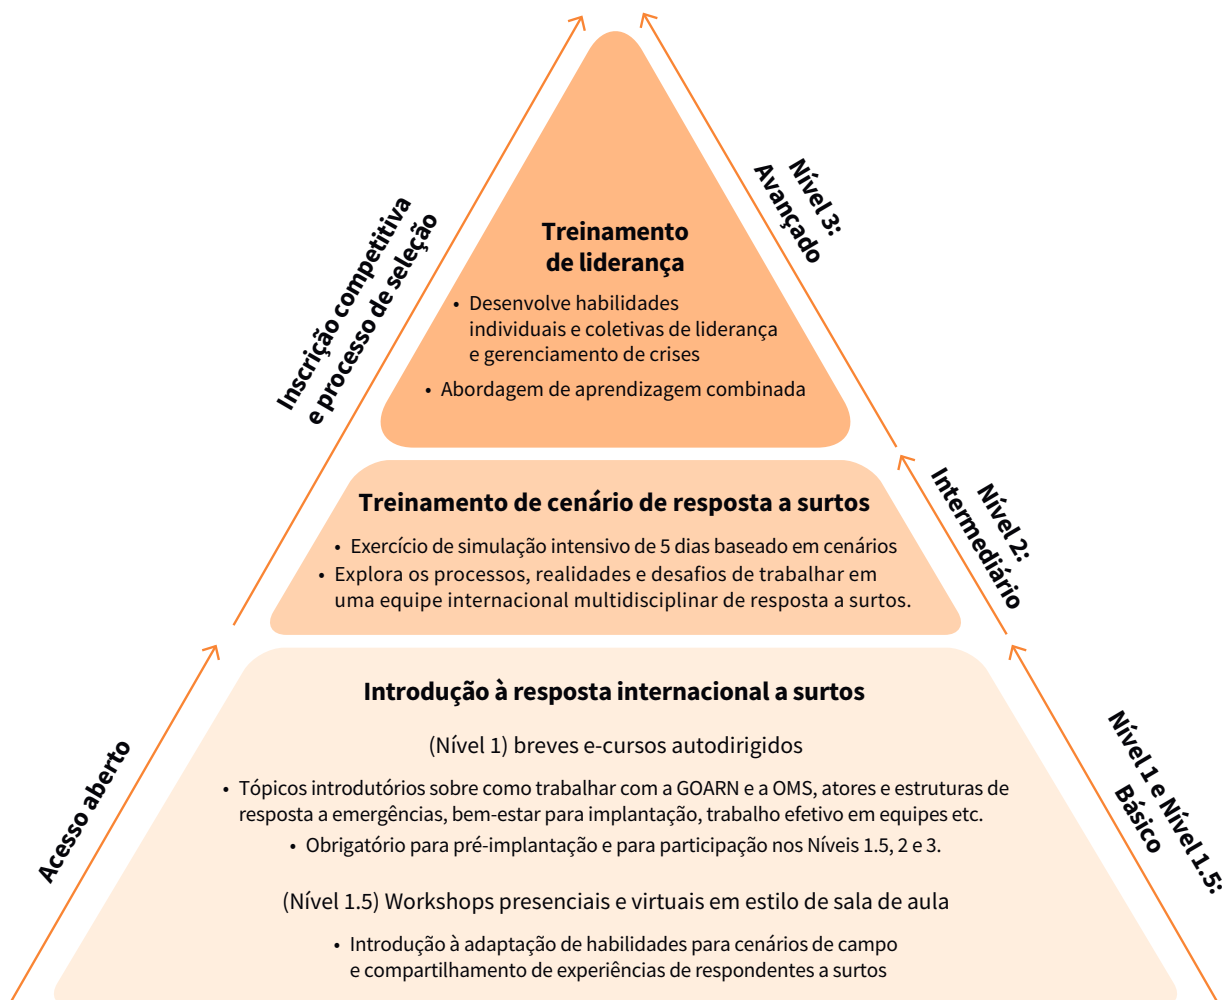 Inscrição competitiva
e processo de seleção
Nível 3:
Avançado
Treinamento
de liderança
• Desenvolve habilidades
individuais e coletivas de liderança
e gerenciamento de crises
• Abordagem de aprendizagem combinada
Nível 2:
Intermediário
Treinamento de cenário de resposta a surtos
• Exercício de simulação intensivo de 5 dias baseado em cenários
• Explora os processos, realidades e desafios de trabalhar em
uma equipe internacional multidisciplinar de resposta a surtos.
Acesso aberto
Nível 1 e Nível 1.5:
Básico
Introdução à resposta internacional a surtos
(Nível 1) breves e-cursos autodirigidos
• Tópicos introdutórios sobre como trabalhar com a GOARN e a OMS, atores e estruturas de
resposta a emergências, bem-estar para implantação, trabalho efetivo em equipes etc.
• Obrigatório para pré-implantação e para participação nos Níveis 1.5, 2 e 3.
(Nível 1.5) Workshops presenciais e virtuais em estilo de sala de aula
• Introdução à adaptação de habilidades para cenários de campo
e compartilhamento de experiências de respondentes a surtos